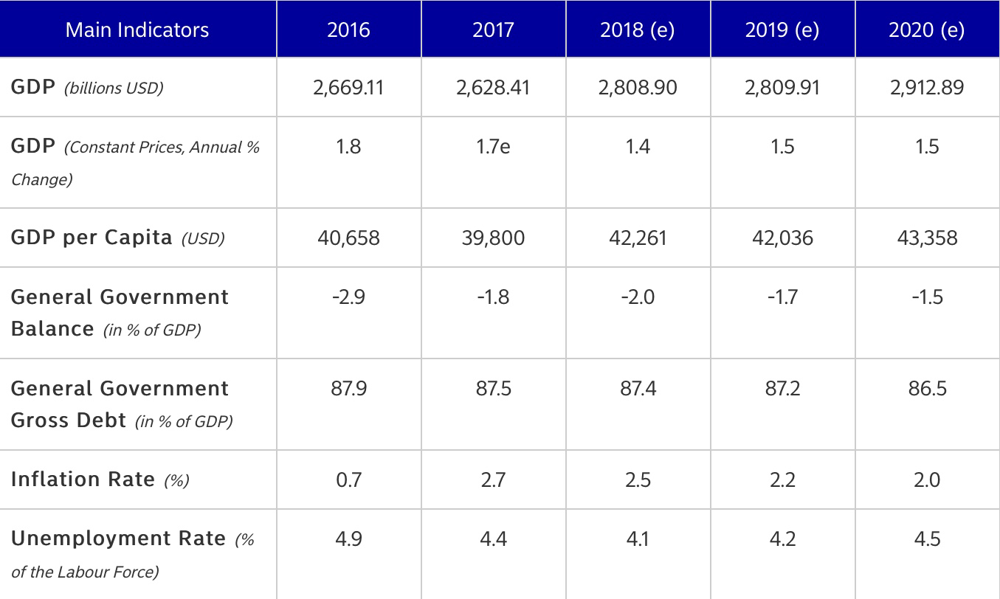 Main Indicators 2016 2017 2018 (e) 2019 (e) 2020 (e)
GDP (billions USD) 2,669.11 2,628.41 2,808.90 2,809.91 2,912.89
GDP (Constant Prices, Annual % 1.8 1.7e 1.4 1.5 1.5
Change)
GDP per Capita (USD) 40,658 39,800 42,261 42,036 43,358
General Government -2.9 -1.8 -2.0 -1.7 -1.5
Balance (in % of GDP)
General Government 87.9 87.5 87.4 87.2 86.5
Gross Debt (in % of GDP)
Inflation Rate (%) 0.7 2.7 2.5 2.2 2.0
Unemployment Rate (% 4.9 4.4 4.1 4.2 4.5
of the Labour Force)